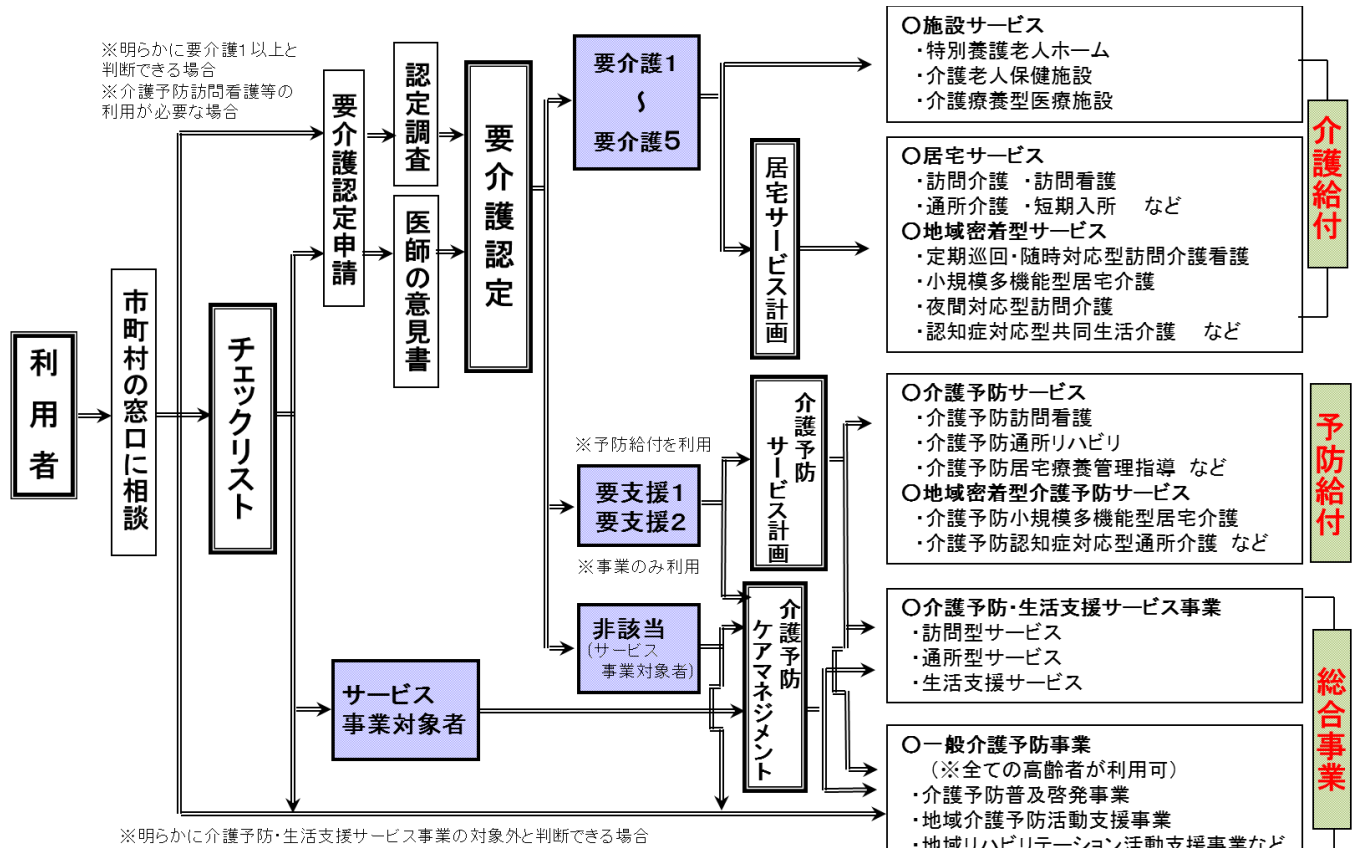 ※明らかに要介護1以上と
判断できる場合
※介護予防訪問看護等の
利用が必要な場合
利用者
市町村の窓口に相談
チェックリスト
要介護認定申請
認定調査
医師の意見書
要介護認定
要介護1
〜
要介護5
※予防給付を利用
要支援1
要支援2
※事業のみ利用
非該当
(サービス
事業対象者)
サービス
事業対象者
居宅サービス計画
介護予防
サービス計画
介護予防
ケアマネジメント
○施設サービス
・特別養護老人ホーム
・介護老人保健施設
・介護療養型医療施設
○居宅サービス
・訪問介護 ・訪問看護
・通所介護 ・短期入所 など
○地域密着型サービス
・定期巡回・随時対応型訪問介護看護
・小規模多機能型居宅介護
・夜間対応型訪問介護
・認知症対応型共同生活介護 など
介護給付
○介護予防サービス
・介護予防訪問看護
・介護予防通所リハビリ
・介護予防居宅療養管理指導 など
○地域密着型介護予防サービス
・介護予防小規模多機能型居宅介護
・介護予防認知症対応型通所介護 など
予防給付
○介護予防・生活支援サービス事業
・訪問型サービス
・通所型サービス
・生活支援サービス
○一般介護予防事業
(※全ての高齢者が利用可)
・介護予防普及啓発事業
・地域介護予防活動支援事業
・地域リハビリテーション活動支援事業など
総合事業
※明らかに介護予防・生活支援サービス事業の対象外と判断できる場合